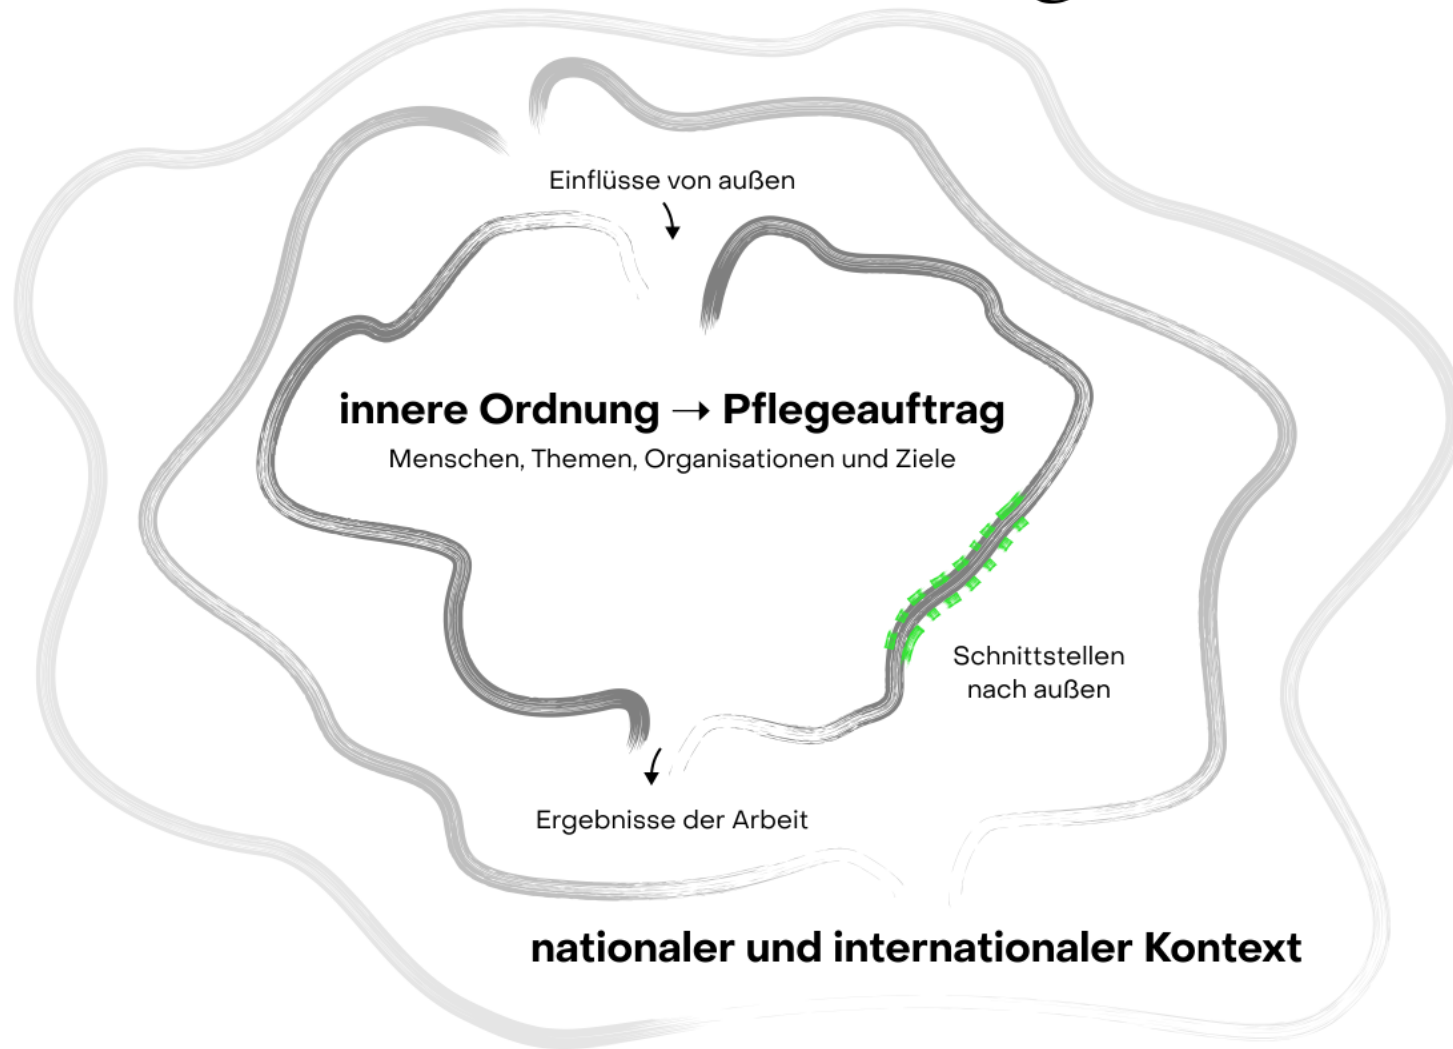 Einflüsse von außen
innere Ordnung → Pflegeauftrag
Menschen, Themen, Organisationen und Ziele
Schnittstellen
nach außen
Ergebnisse der Arbeit
nationaler und internationaler Kontext